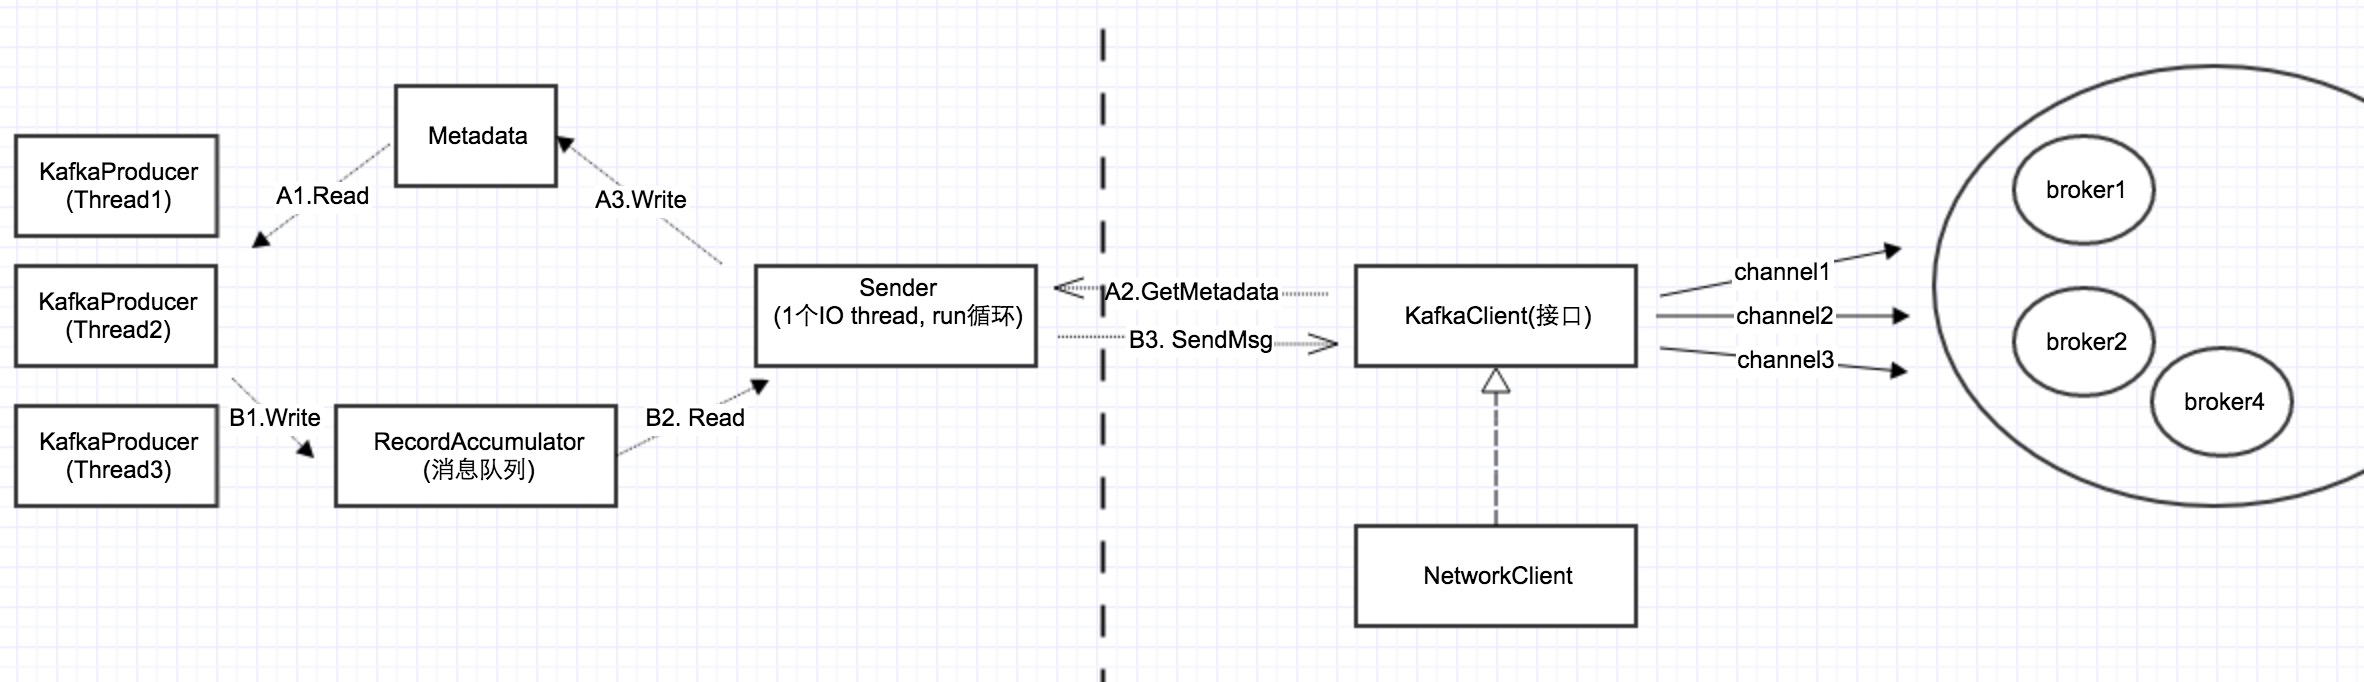 Metadata
KafkaProducer
(Thread1)
A1.Read
A3.Write
broker1
KafkaProducer
(Thread2)
Sender
(1个IO thread, run循环)
A2.GetMetadata
B3. SendMsg
KafkaClient(接口)
channel1
channel2
channel3
broker2
broker4
KafkaProducer
(Thread3)
B1.Write
RecordAccumulator
(消息队列)
B2. Read
NetworkClient